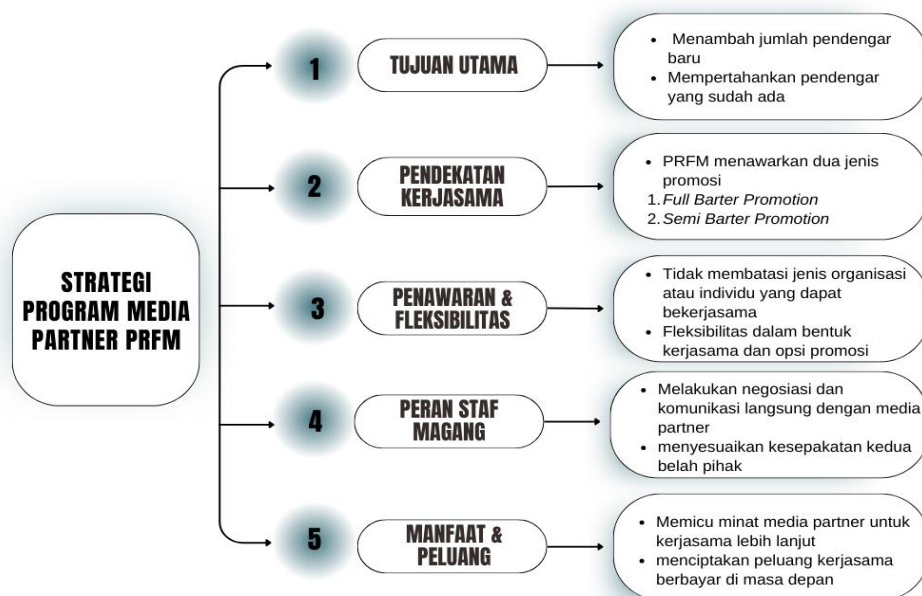 STRATEGI
PROGRAM MEDIA
PARTNER PRFM
1
TUJUAN UTAMA
• Menambah jumlah pendengar
baru
• Mempertahankan pendengar
yang sudah ada
2
PENDEKATAN
KERJASAMA
• PRFM menawarkan dua jenis
promosi
1. Full Barter Promotion
2. Semi Barter Promotion
3
PENAWARAN &
FLEKSIBILITAS
• Tidak membatasi jenis organisasi
atau individu yang dapat
bekerjasama
• Fleksibilitas dalam bentuk
kerjasama dan opsi promosi
4
PERAN STAF
MAGANG
• Melakukan negosiasi dan
komunikasi langsung dengan media
partner
• menyesuaikan kesepakatan kedua
belah pihak
5
MANFAAT &
PELUANG
• Memicu minat media partner untuk
kerjasama lebih lanjut
• menciptakan peluang kerjasama
berbayar di masa depan